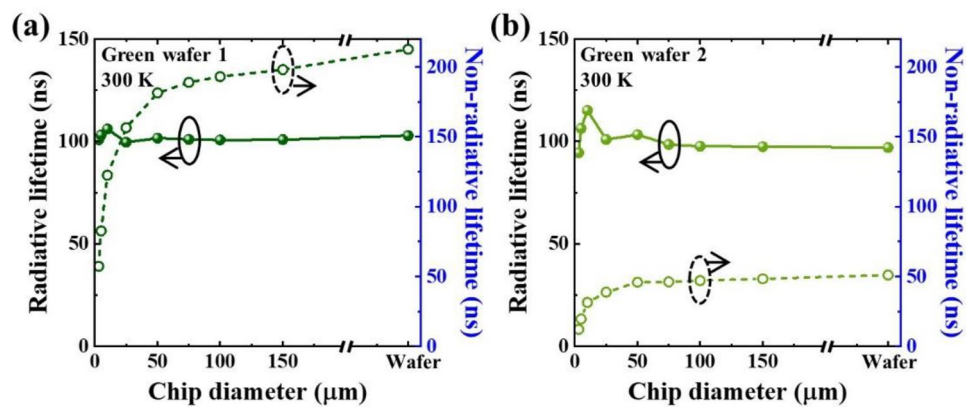 (a)
Green wafer 1
300 K
Radiative lifetime (ns)
150
100
50
0
0
50
100
150
Wafer
Chip diameter (μm)
200
150
100
50
0
Non-radiative lifetime (ns)
(b)
Green wafer 2
300 K
Radiative lifetime (ns)
150
100
50
0
0
50
100
150
Wafer
Chip diameter (μm)
200
150
100
50
0
Non-radiative lifetime (ns)